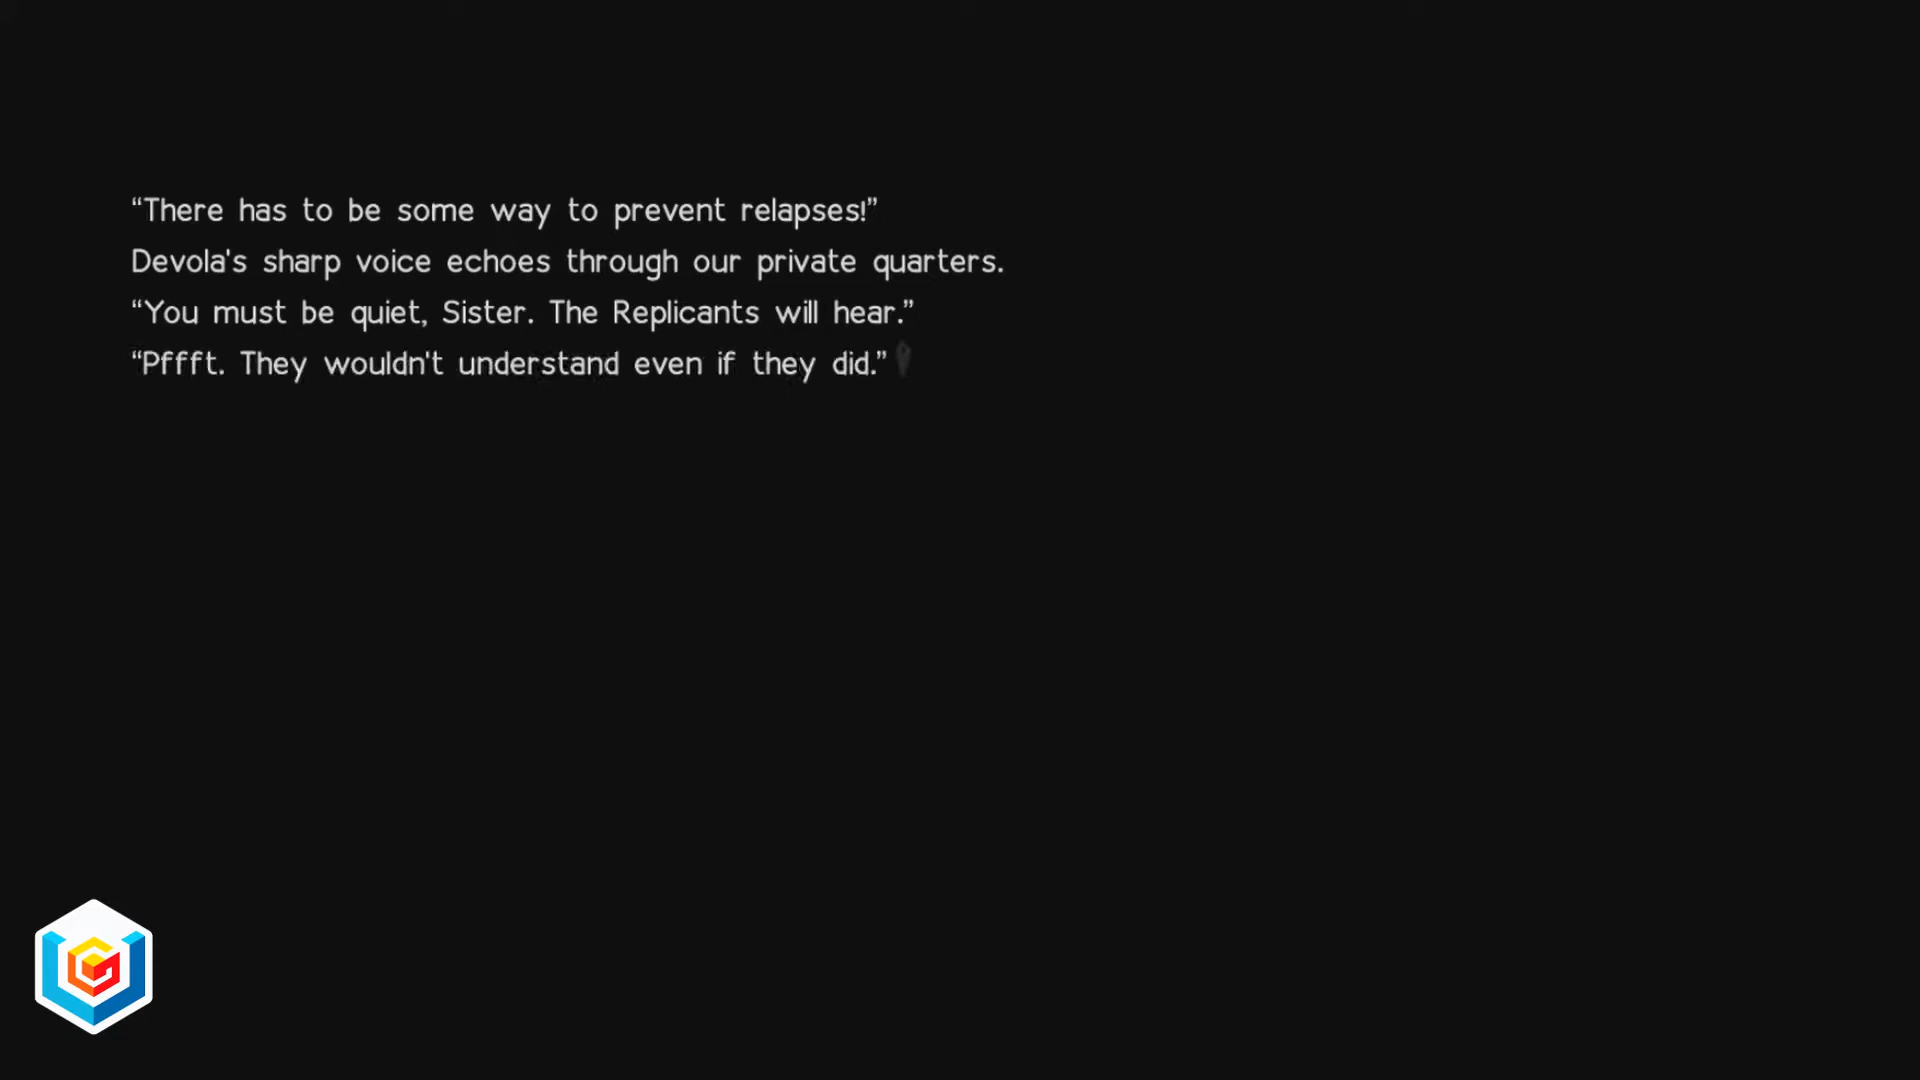 “There has to be some way to prevent relapses!”
Devola's sharp voice echoes through our private quarters.
“You must be quiet, Sister. The Replicants will hear.”
“Pffft. They wouldn't understand even if they did.”